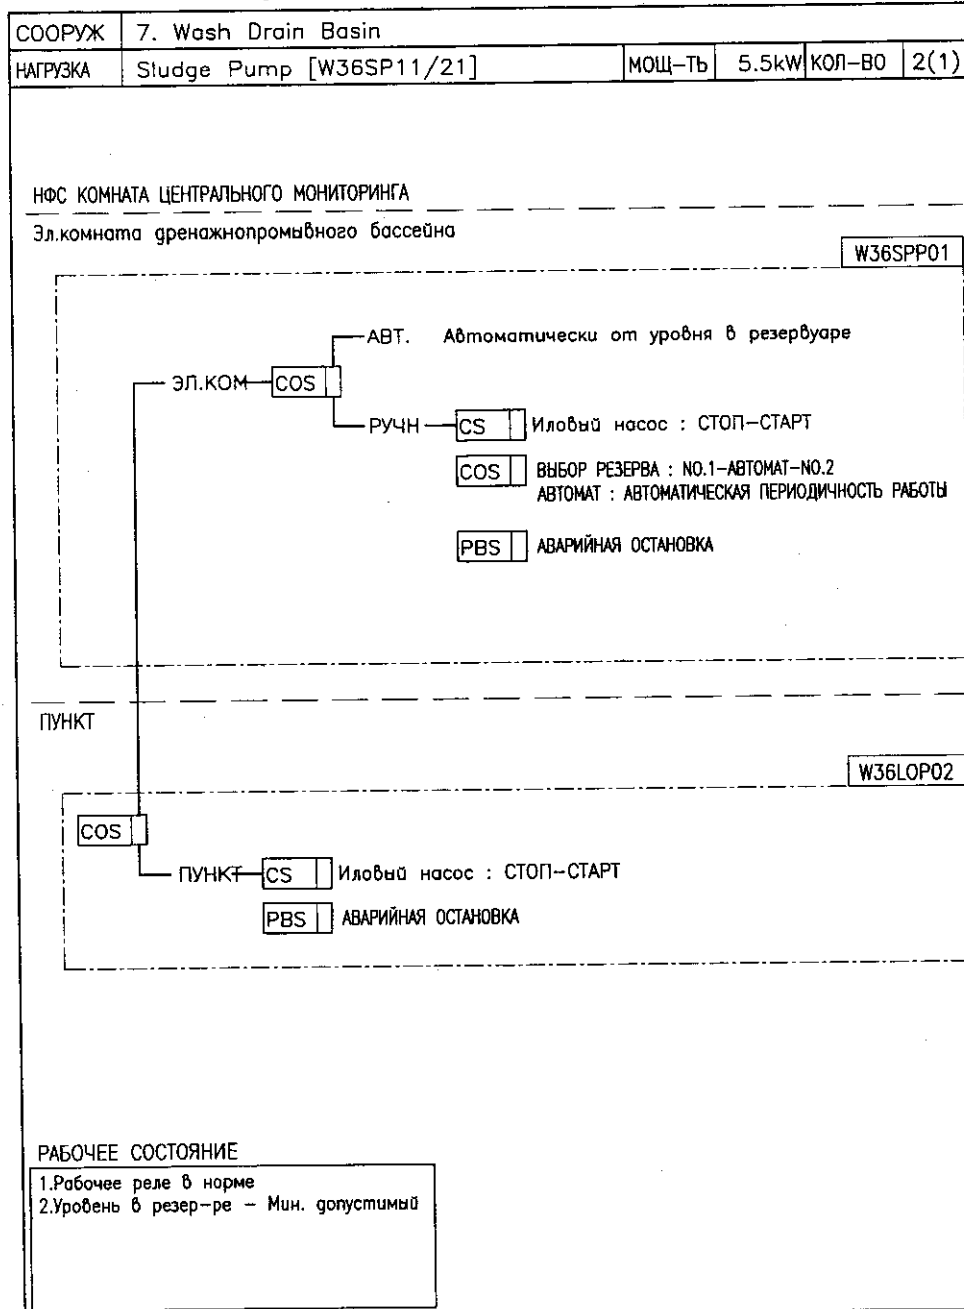 СООРУЖ 7. Wash Drain Basin
НАГРУЗКА Sludge Pump [W36SP11/21] МОЩ-ТЬ 5.5kW КОЛ-ВО 2(1)
НФС КОМНАТА ЦЕНТРАЛЬНОГО МОНИТОРИНГА
Эл.комната дренажнопромывного бассейна
W36SPP01
АВТ. Автоматически от уровня в резервуаре
ЭЛ.КОМ COS
РУЧН CS Иловый насос : СТОП-СТАРТ
COS ВЫБОР РЕЗЕРВА : NO.1-АВТОМАТ-NO.2
АВТОМАТ : АВТОМАТИЧЕСКАЯ ПЕРИОДИЧНОСТЬ РАБОТЫ
PBS АВАРИЙНАЯ ОСТАНОВКА
ПУНКТ
W36LOP02
COS
ПУНКТ CS Иловый насос : СТОП-СТАРТ
PBS АВАРИЙНАЯ ОСТАНОВКА
РАБОЧЕЕ СОСТОЯНИЕ
1.Рабочее реле в норме
2.Уровень в резер-ре - Мин. допустимый